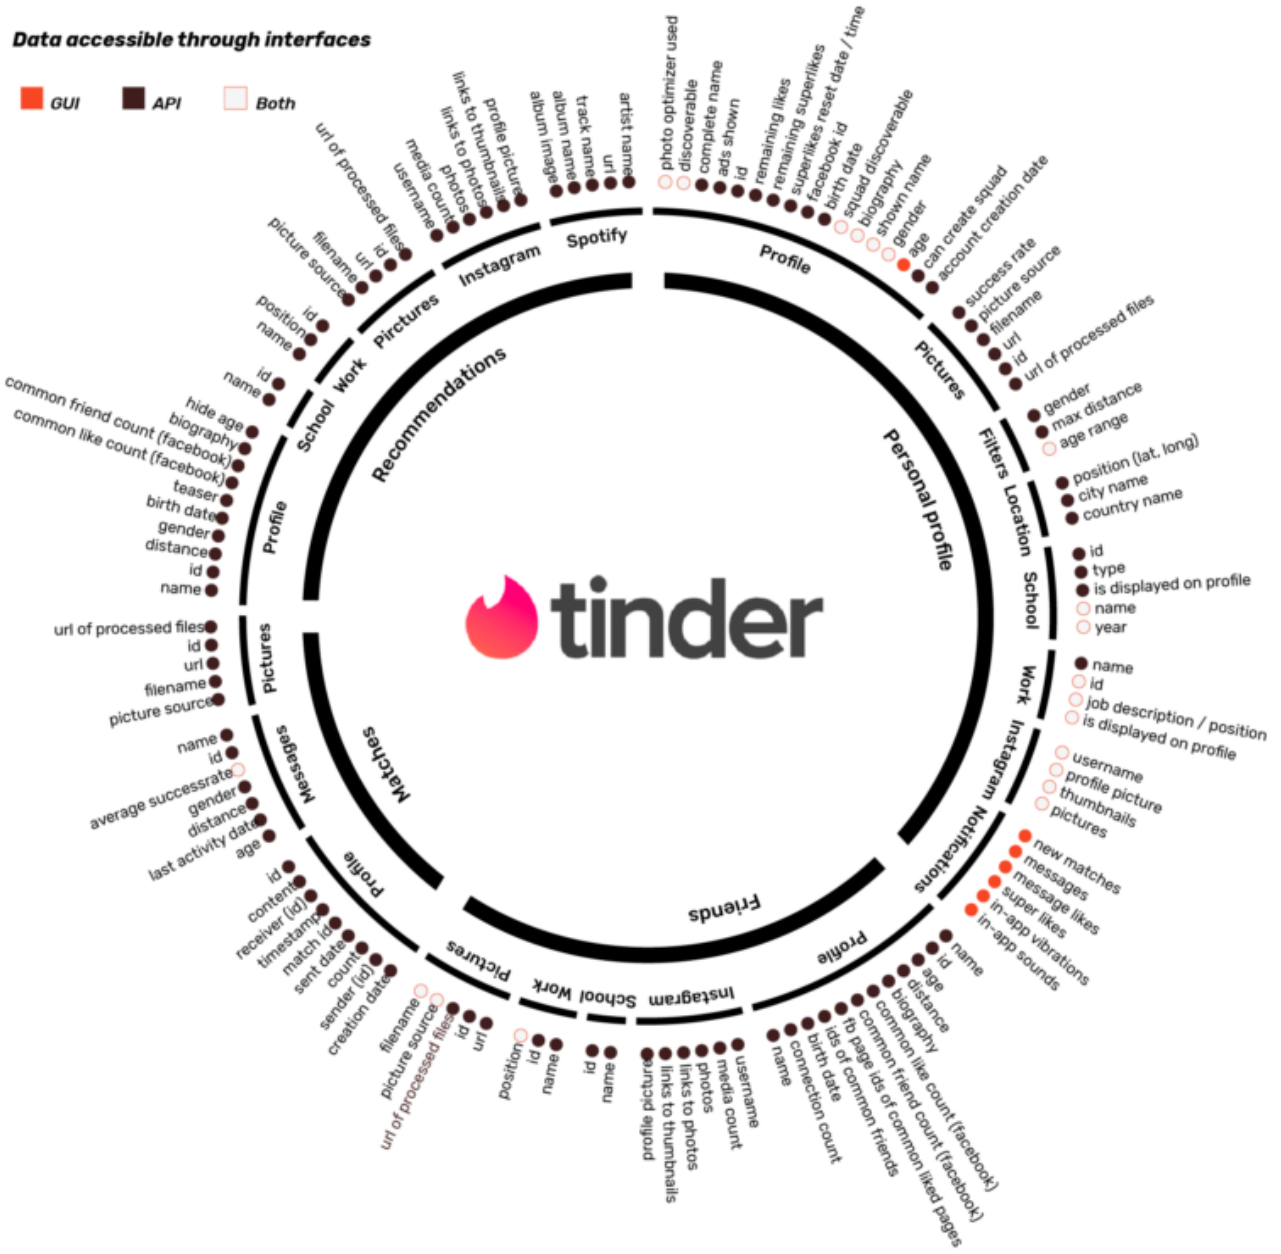 Data accessible through interfaces
GUI
API
Both
tinder
Personal profile
Profile
photo optimizer used
discoverable
complete name
ads shown
id
remaining likes
remaining superlikes
superlikes reset date / time
facebook id
birth date
squad discoverable
biography
shown name
gender
age
can create squad
account creation date
Pictures
success rate
picture source
filename
url
id
url of processed files
Filters
gender
max distance
age range
Location
position (lat, long)
city name
country name
School
id
type
is displayed on profile
name
year
Work
name
id
job description / position
is displayed on profile
Instagram
username
profile picture
thumbnails
pictures
Notifications
new matches
messages
message likes
super likes
in-app vibrations
in-app sounds
Friends
Profile
name
id
age
distance
biography
common like count (facebook)
common friend count (facebook)
fb page ids of common liked pages
ids of common friends
birth date
connection count
name
Instagram
username
media count
photos
links to photos
links to thumbnails
profile picture
School
name
id
Work
name
id
position
Pictures
url
id
url of processed files
picture source
filename
Matches
Profile
creation date
sender (id)
count
sent date
match id
timestamp
receiver (id)
content
id
Messages
age
last activity date
distance
gender
average successrate
id
name
Pictures
picture source
filename
url
id
url of processed files
Recommendations
Profile
name
id
distance
gender
birth date
teaser
common like count (facebook)
common friend count (facebook)
biography
hide age
School
name
id
Work
name
position
id
Pirctures
picture source
filename
url
id
url of processed files
Instagram
username
media count
photos
links to photos
links to thumbnails
profile picture
Spotify
album image
album name
track name
url
artist name